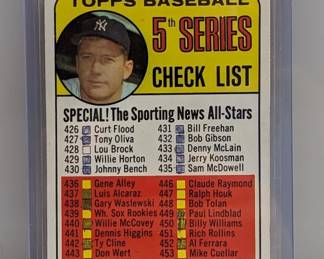 TOPPS BASEBALL
5th SERIES
CHECK LIST
SPECIAL! The Sporting News All-Stars
426 Curt Flood 431 Bill Freehan
427 Tony Oliva 432 Bob Gibson
428 Lou Brock 433 Denny McLain
429 Willie Horton 434 Jerry Koosman
430 Johnny Bench 435 Sam McDowell
436 Gene Alley 446 Claude Raymond
437 Luis Alcaraz 447 Ralph Houk
438 Gary Waslewski 448 Bob Tolan
439 Wh. Sox Rookies 449 Paul Lindblad
440 Willie McCovey 450 Billy Williams
441 Dennis Higgins 451 Rich Rollins
442 Ty Cline 452 Al Ferrara
443 Don Wert 453 Mike Cuellar